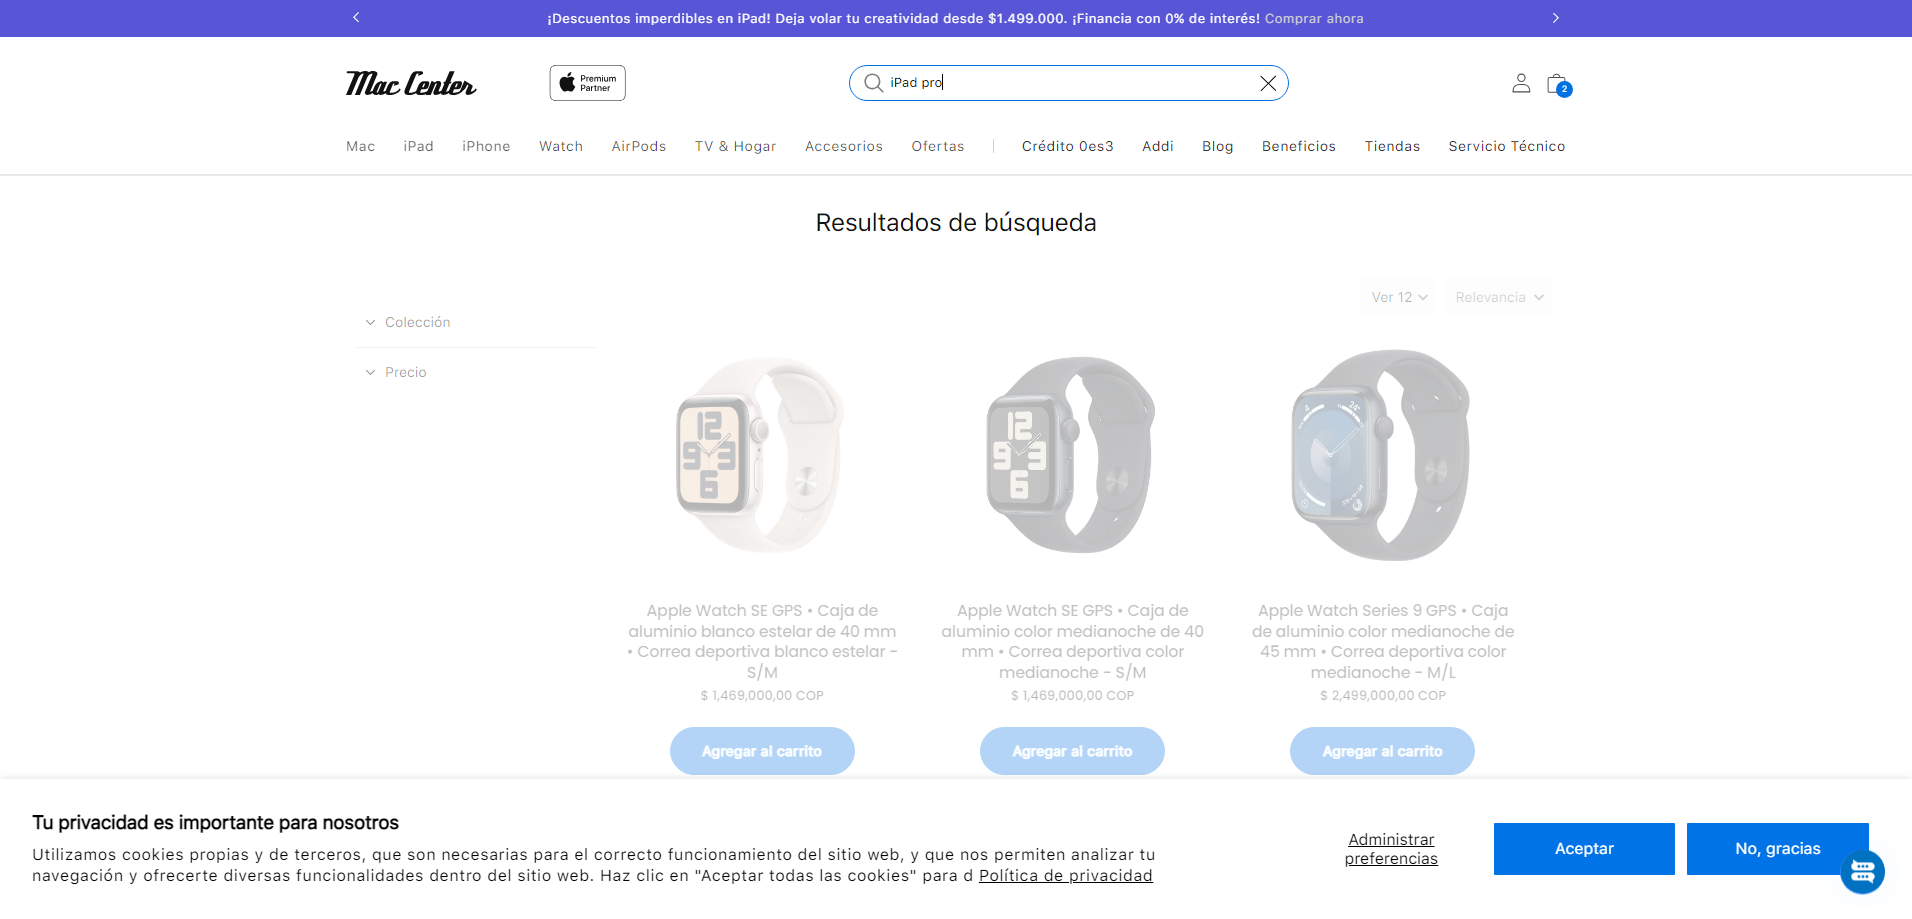 ¡Descuentos imperdibles en iPad! Deja volar tu creatividad desde $1.499.000. ¡Financia con 0% de interés! Comprar ahora
Mac Center
Premium
Partner
iPad pro
2
Mac iPad iPhone Watch AirPods TV & Hogar Accesorios Ofertas Crédito 0es3 Addi Blog Beneficios Tiendas Servicio Técnico
Resultados de búsqueda
Ver 12 Relevancia
Colección
Precio
Apple Watch SE GPS • Caja de
aluminio blanco estelar de 40 mm
• Correa deportiva blanco estelar -
S/M
$ 1,469,000,00 COP
Agregar al carrito
Apple Watch SE GPS • Caja de
aluminio color medianoche de 40
mm • Correa deportiva color
medianoche - S/M
$ 1,469,000,00 COP
Agregar al carrito
Apple Watch Series 9 GPS • Caja
de aluminio color medianoche de
45 mm • Correa deportiva color
medianoche - M/L
$ 2,499,000,00 COP
Agregar al carrito
Tu privacidad es importante para nosotros
Utilizamos cookies propias y de terceros, que son necesarias para el correcto funcionamiento del sitio web, y que nos permiten analizar tu
navegación y ofrecerte diversas funcionalidades dentro del sitio web. Haz clic en "Aceptar todas las cookies" para d Política de privacidad
Administrar
preferencias
Aceptar
No, gracias